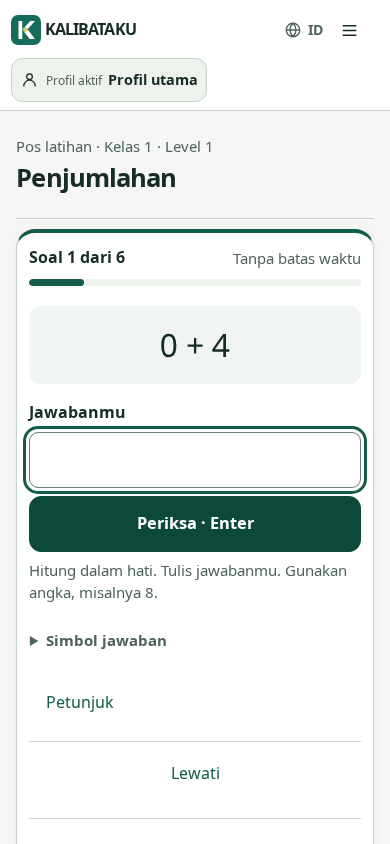 KALIBATAKU
ID
Profil aktif Profil utama
Pos latihan · Kelas 1 · Level 1
Penjumlahan
Soal 1 dari 6
Tanpa batas waktu
0 + 4
Jawabanmu
Periksa · Enter
Hitung dalam hati. Tulis jawabanmu. Gunakan
angka, misalnya 8.
Simbol jawaban
Petunjuk
Lewati